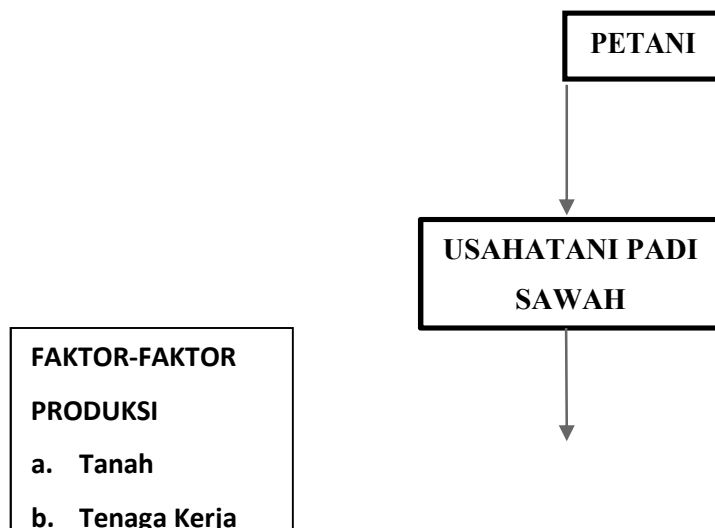 PETANI
USAHATANI PADI
SAWAH
FAKTOR-FAKTOR
PRODUKSI
a. Tanah
b. Tenaga Kerja